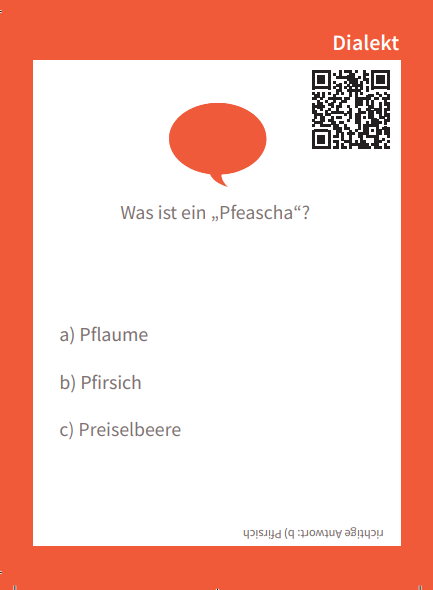 Dialekt
Was ist ein „Pfeascha“?
a) Pflaume
b) Pfirsich
c) Preiselbeere
richtige Antwort: b) Pfirsich